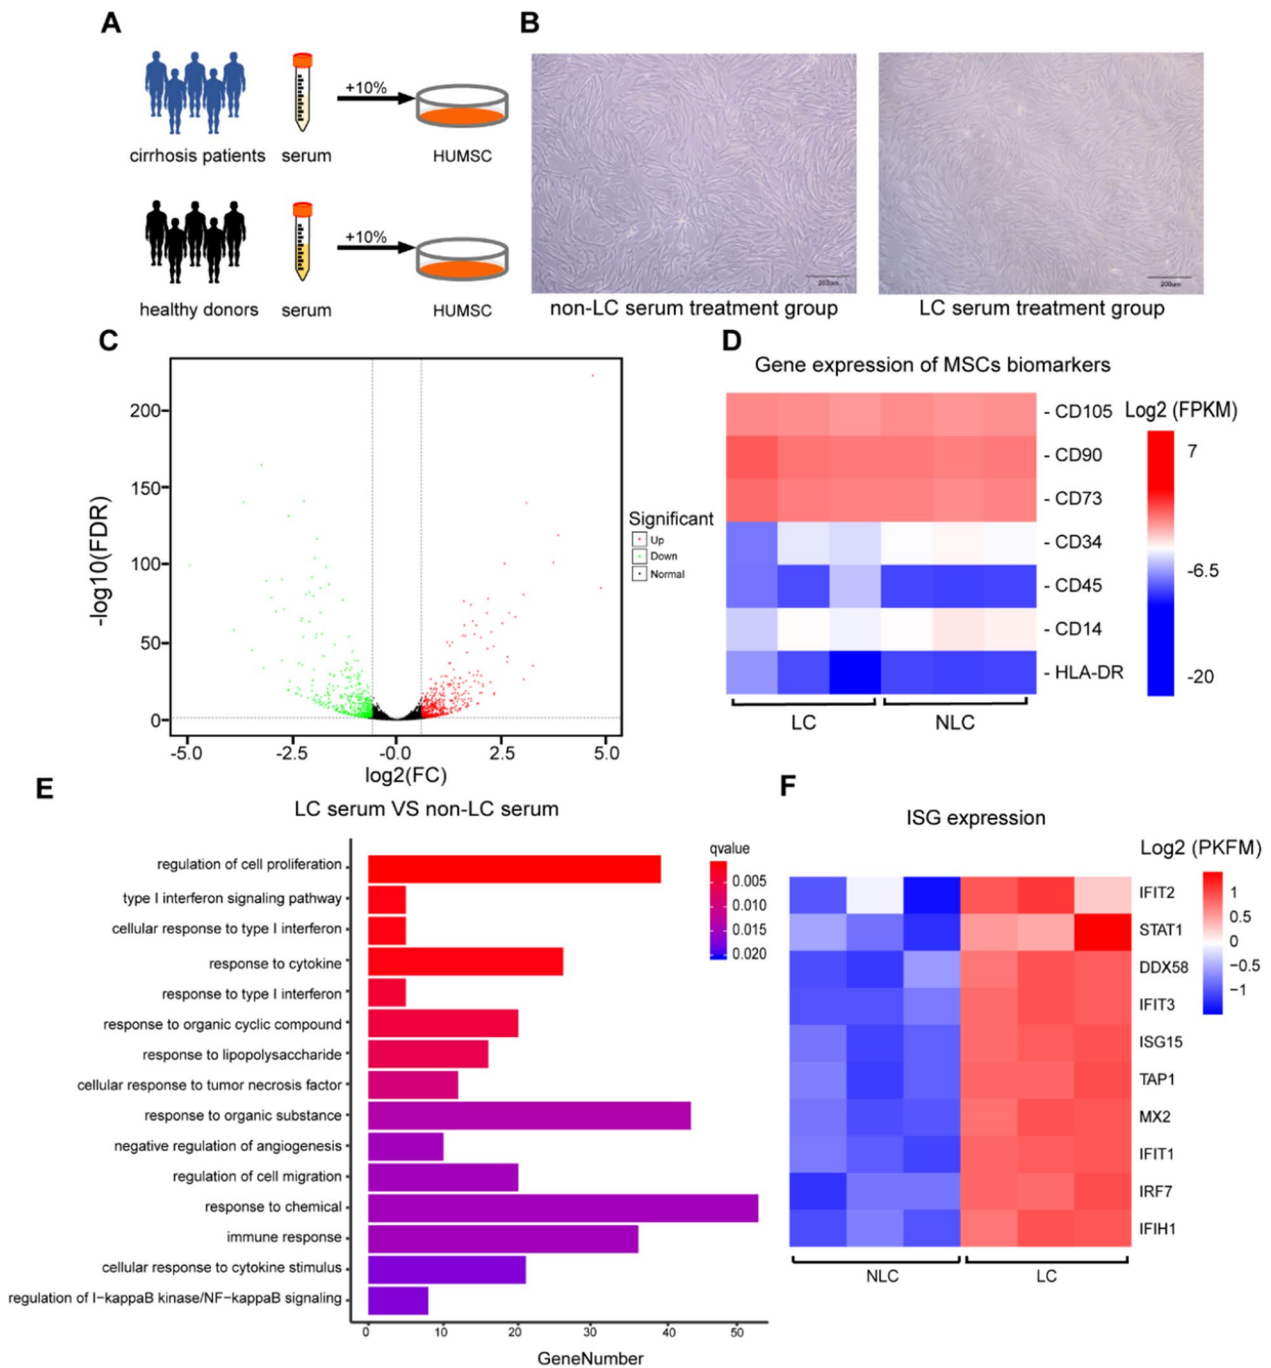 A
cirrhosis patients
serum
+10%
HUMSC
healthy donors
serum
+10%
HUMSC
B
200um
non-LC serum treatment group
200um
LC serum treatment group
C
-log10(FDR)
200
150
100
50
0
-5.0
-2.5
-0.0
2.5
5.0
log2(FC)
Significant
Up
Down
Normal
D
Gene expression of MSCs biomarkers
- CD105
- CD90
- CD73
- CD34
- CD45
- CD14
- HLA-DR
LC
NLC
Log2 (FPKM)
7
-6.5
-20
E
LC serum VS non-LC serum
regulation of cell proliferation
type I interferon signaling pathway
cellular response to type I interferon
response to cytokine
response to type I interferon
response to organic cyclic compound
response to lipopolysaccharide
cellular response to tumor necrosis factor
response to organic substance
negative regulation of angiogenesis
regulation of cell migration
response to chemical
immune response
cellular response to cytokine stimulus
regulation of I−kappaB kinase/NF−kappaB signaling
0
10
20
30
40
50
GeneNumber
qvalue
0.005
0.010
0.015
0.020
F
ISG expression
Log2 (PKFM)
IFIT2
STAT1
DDX58
IFIT3
ISG15
TAP1
MX2
IFIT1
IRF7
IFIH1
NLC
LC
1
0.5
0
−0.5
−1